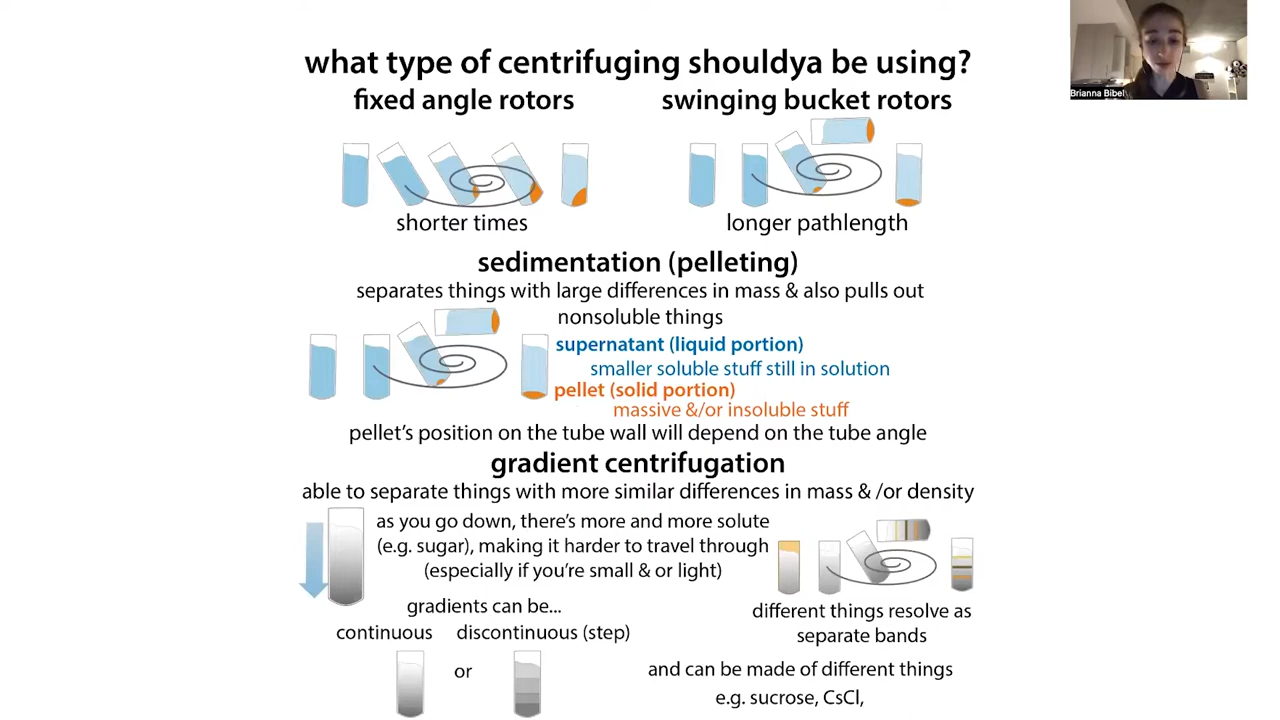 what type of centrifuging shouldya be using?
fixed angle rotors
swinging bucket rotors
shorter times
longer pathlength
sedimentation (pelleting)
separates things with large differences in mass & also pulls out
nonsoluble things
supernatant (liquid portion)
smaller soluble stuff still in solution
pellet (solid portion)
massive &/or insoluble stuff
pellet's position on the tube wall will depend on the tube angle
gradient centrifugation
able to separate things with more similar differences in mass & /or density
as you go down, there's more and more solute
(e.g. sugar), making it harder to travel through
(especially if you're small & or light)
gradients can be...
continuous
discontinuous (step)
or
different things resolve as
separate bands
and can be made of different things
e.g. sucrose, CsCl,
Brianna Bibel